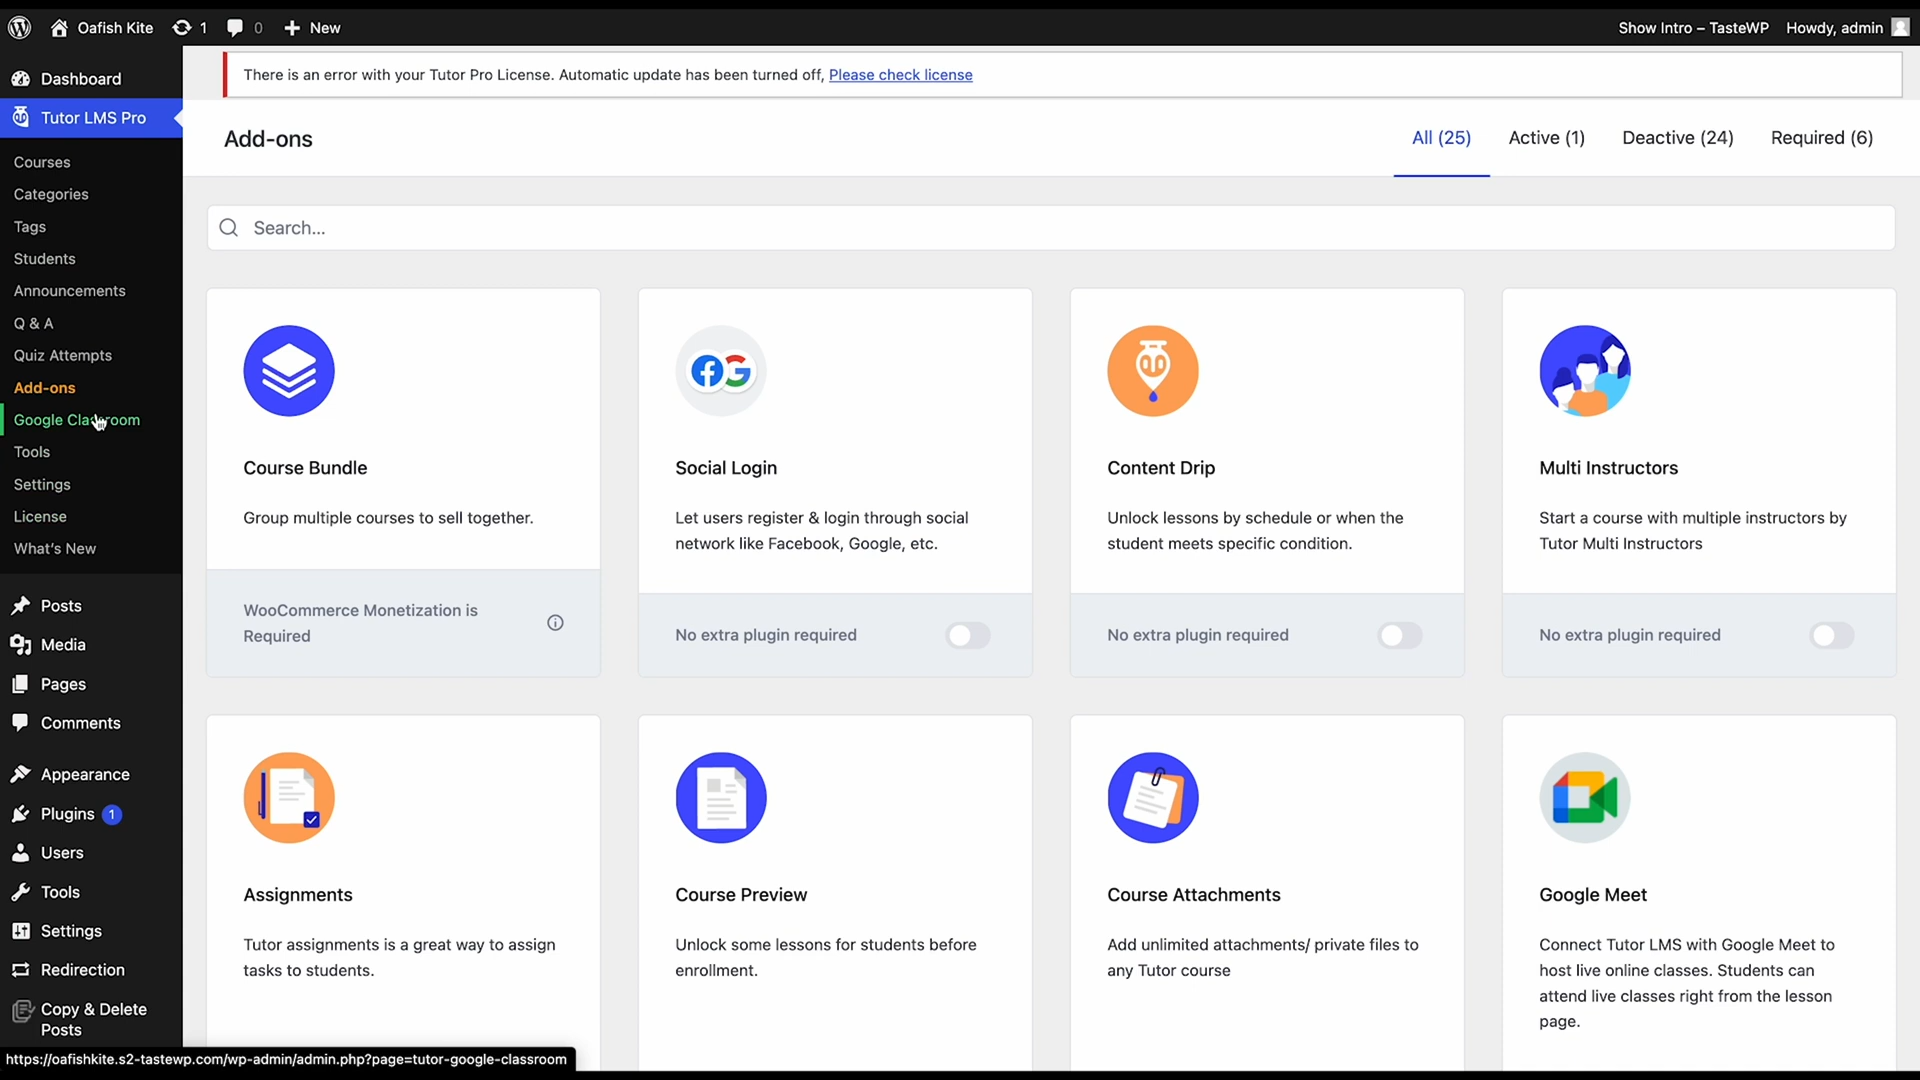 Oafish Kite
1
0
New
Show Intro – TasteWP
Howdy, admin
There is an error with your Tutor Pro License. Automatic update has been turned off, Please check license
Dashboard
Tutor LMS Pro
Courses
Categories
Tags
Students
Announcements
Q & A
Quiz Attempts
Add-ons
Google Classroom
Tools
Settings
License
What's New
Posts
Media
Pages
Comments
Appearance
Plugins 1
Users
Tools
Settings
Redirection
Copy & Delete
Posts
Add-ons
All (25)
Active (1)
Deactive (24)
Required (6)
Search...
Course Bundle
Group multiple courses to sell together.
WooCommerce Monetization is
Required
Social Login
Let users register & login through social
network like Facebook, Google, etc.
No extra plugin required
Content Drip
Unlock lessons by schedule or when the
student meets specific condition.
No extra plugin required
Multi Instructors
Start a course with multiple instructors by
Tutor Multi Instructors
No extra plugin required
Assignments
Tutor assignments is a great way to assign
tasks to students.
Course Preview
Unlock some lessons for students before
enrollment.
Course Attachments
Add unlimited attachments/ private files to
any Tutor course
Google Meet
Connect Tutor LMS with Google Meet to
host live online classes. Students can
attend live classes right from the lesson
page.
https://oafishkite.s2-tastewp.com/wp-admin/admin.php?page=tutor-google-classroom